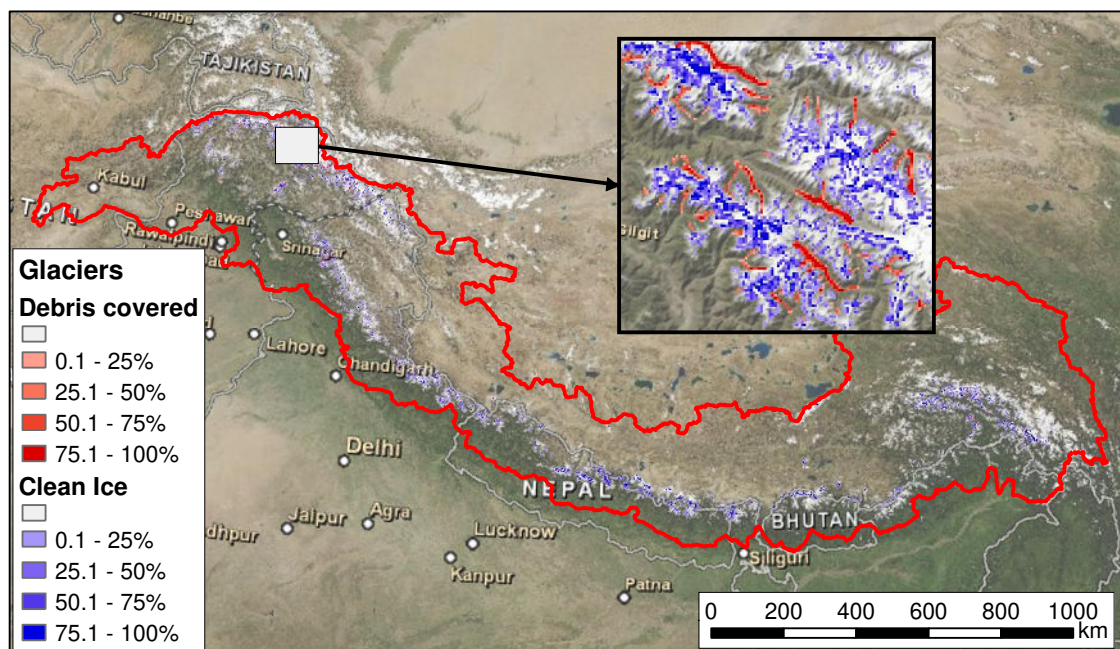 TAJIKISTAN
Kabul
TAN
Peshawar
Rawalpindi
Srinagar
Gilgit
Glaciers
Debris covered
0.1 - 25%
25.1 - 50%
50.1 - 75%
75.1 - 100%
Clean Ice
0.1 - 25%
25.1 - 50%
50.1 - 75%
75.1 - 100%
Lahore
Chandigarh
Delhi
NEPAL
BHUTAN
Jaipur
Agra
Lucknow
dhpur
Kanpur
Siliguri
Patna
0 200 400 600 800 1000
km